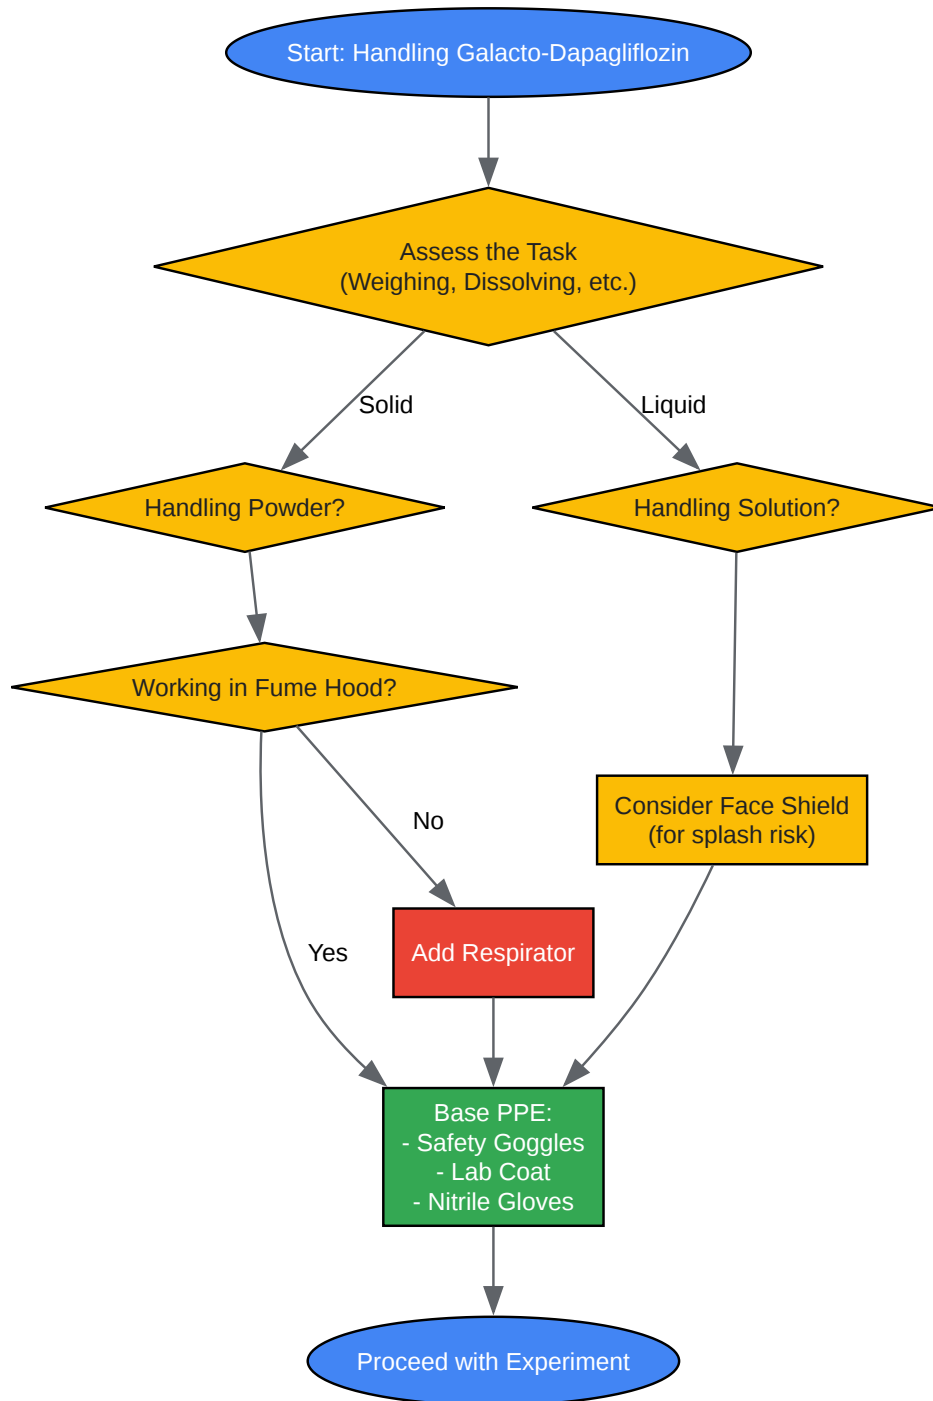 Start: Handling Galacto-Dapagliflozin
Assess the Task
(Weighing, Dissolving, etc.)
Solid
Liquid
Handling Powder?
Handling Solution?
Working in Fume Hood?
Consider Face Shield
(for splash risk)
No
Yes
Add Respirator
Base PPE:
- Safety Goggles
- Lab Coat
- Nitrile Gloves
Proceed with Experiment